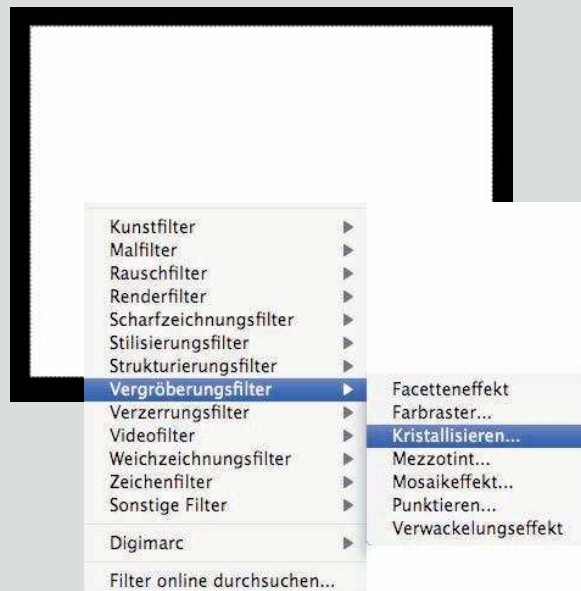 Kunstfilter
Malfilter
Rauschfilter
Renderfilter
Scharfzeichnungsfilter
Stilisierungsfilter
Strukturierungsfilter
Vergröberungsfilter
Verzerrungsfilter
Videofilter
Weichzeichnungsfilter
Zeichenfilter
Sonstige Filter
Digimarc
Filter online durchsuchen...
Facetteneffekt
Farbraster...
Kristallisieren...
Mezzotint...
Mosaikeffekt...
Punktieren...
Verwackelungseffekt